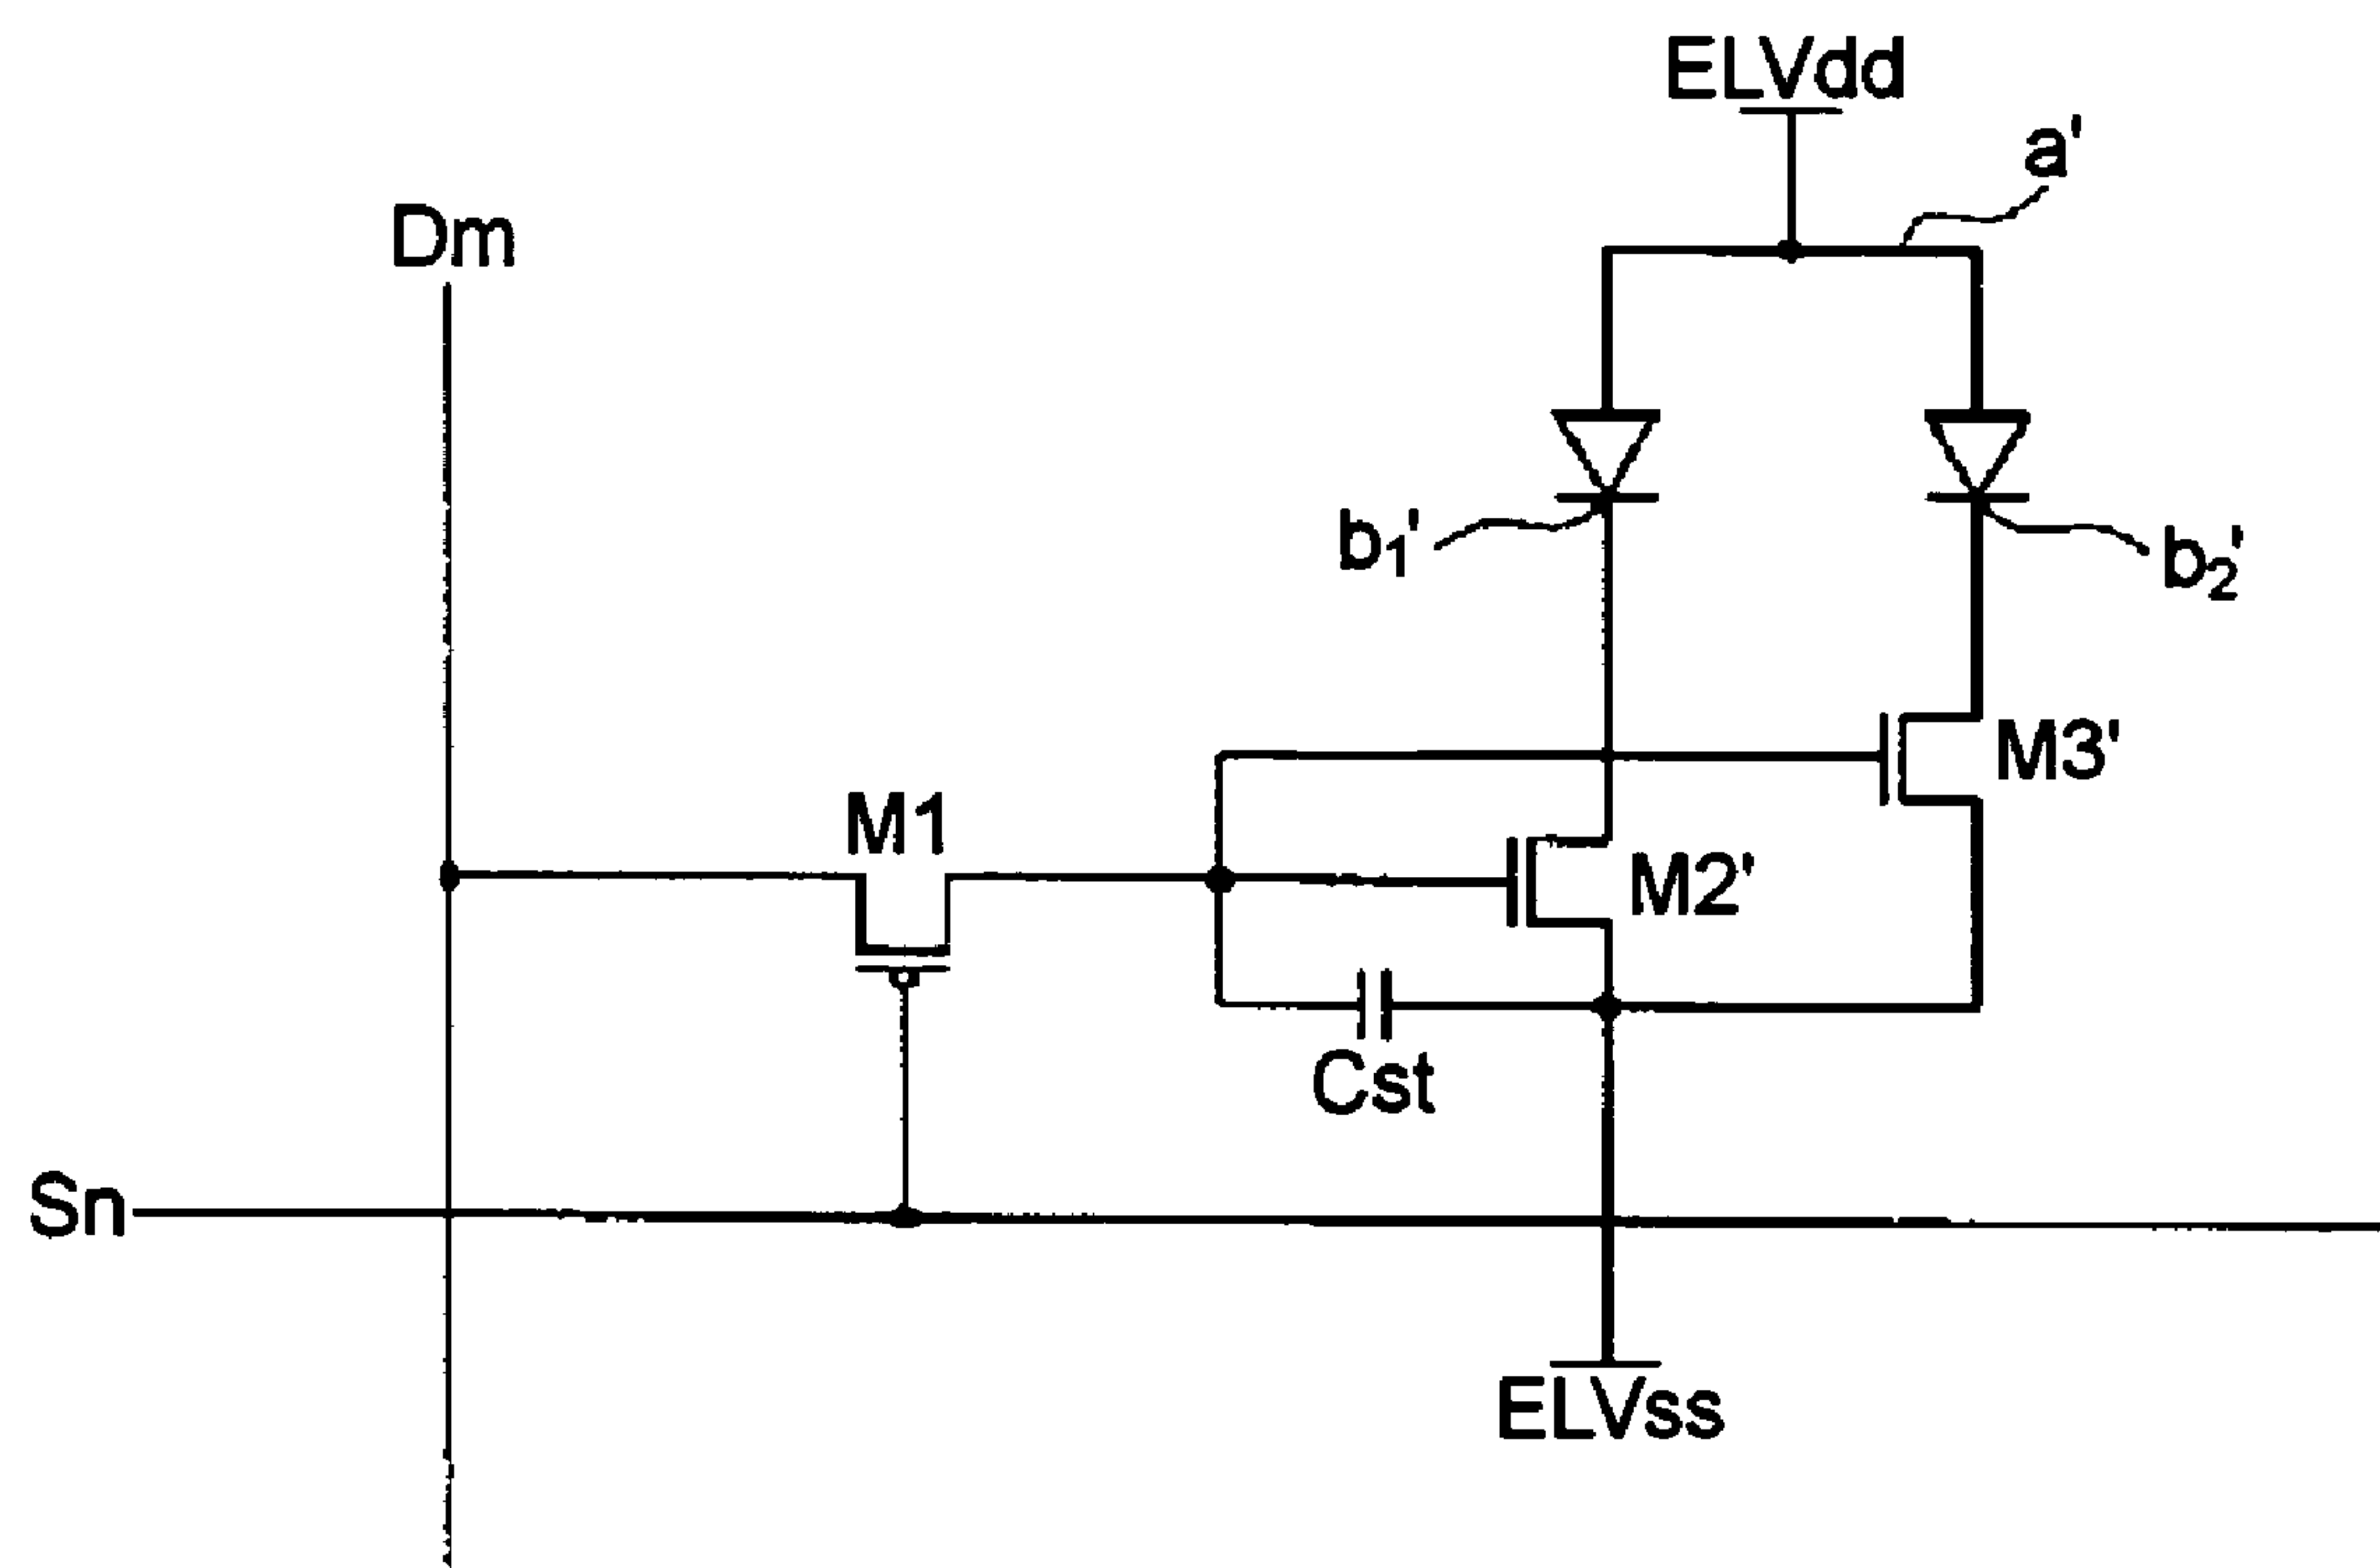 ELVdd
a'
Dm
b₁'
b₂'
M3'
M1
M2'
Cst
Sn
ELVss